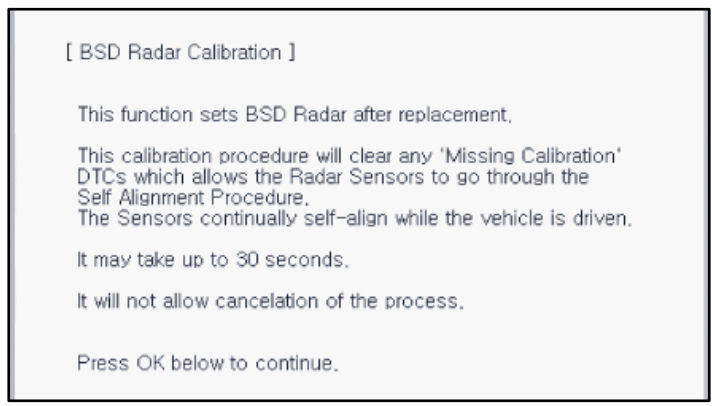 [ BSD Radar Calibration ]
This function sets BSD Radar after replacement.
This calibration procedure will clear any 'Missing Calibration'
DTCs which allows the Radar Sensors to go through the
Self Alignment Procedure.
The Sensors continually self-align while the vehicle is driven.
It may take up to 30 seconds.
It will not allow cancelation of the process.
Press OK below to continue.